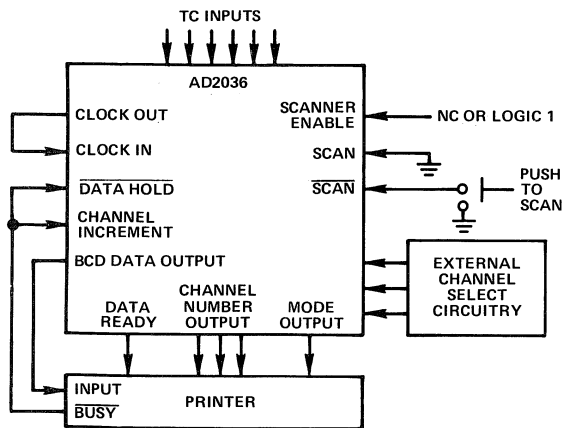 TC INPUTS
AD2036
CLOCK OUT
CLOCK IN
DATA HOLD
CHANNEL
INCREMENT
BCD DATA OUTPUT
SCANNER
ENABLE
SCAN
SCAN
NC OR LOGIC 1
PUSH
TO
SCAN
EXTERNAL
CHANNEL
SELECT
CIRCUITRY
DATA
READY
CHANNEL
NUMBER
OUTPUT
MODE
OUTPUT
INPUT
BUSY
PRINTER